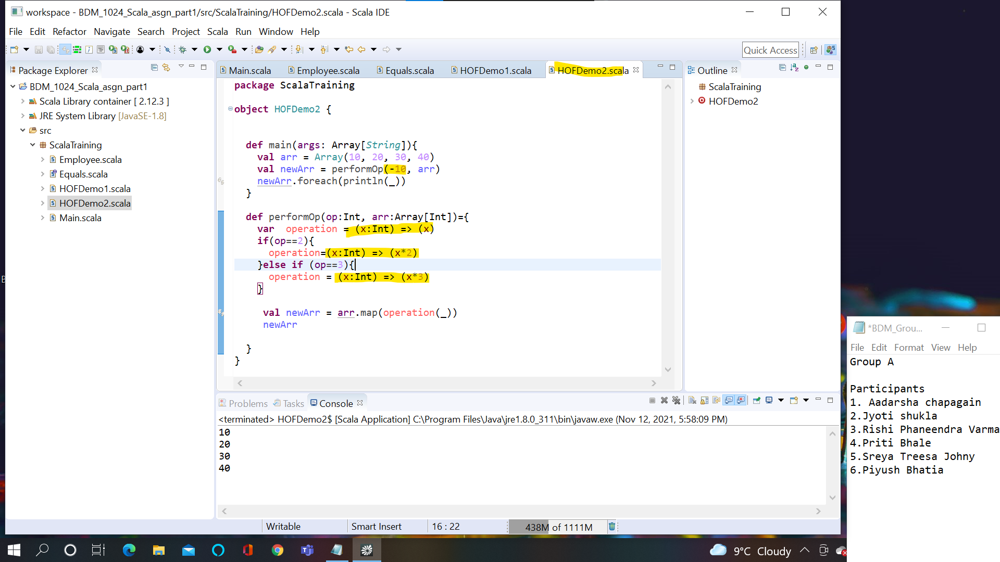 workspace - BDM_1024_Scala_asgn_part1/src/ScalaTraining/HOFDemo2.scala - Scala IDE
File Edit Refactor Navigate Search Project Scala Run Window Help
Quick Access
Package Explorer
BDM_1024_Scala_asgn_part1
Scala Library container [ 2.12.3 ]
JRE System Library [JavaSE-1.8]
src
ScalaTraining
Employee.scala
Equals.scala
HOFDemo1.scala
HOFDemo2.scala
Main.scala
Main.scala Employee.scala Equals.scala HOFDemo1.scala HOFDemo2.scala
package ScalaTraining
object HOFDemo2 {
def main(args: Array[String]){
val arr = Array(10, 20, 30, 40)
val newArr = performOp(-10, arr)
newArr.foreach(println(_))
}
def performOp(op:Int, arr:Array[Int])={
var  operation = (x:Int) => (x)
if(op==2){
operation=(x:Int) => (x*2)
}else if (op==3){
operation = (x:Int) => (x*3)
}
val newArr = arr.map(operation(_))
newArr
}
}
Outline
ScalaTraining
HOFDemo2
Problems Tasks Console
<terminated> HOFDemo2$ [Scala Application] C:\Program Files\Java\jre1.8.0_311\bin\javaw.exe (Nov 12, 2021, 5:58:09 PM)
10
20
30
40
Writable Smart Insert 16 : 22 438M of 1111M
*BDM_Grou...
File Edit Format View Help
Group A
Participants
1. Aadarsha chapagain
2.Jyoti shukla
3.Rishi Phaneendra Varma
4.Priti Bhale
5.Sreya Treesa Johny
6.Piyush Bhatia
9°C Cloudy